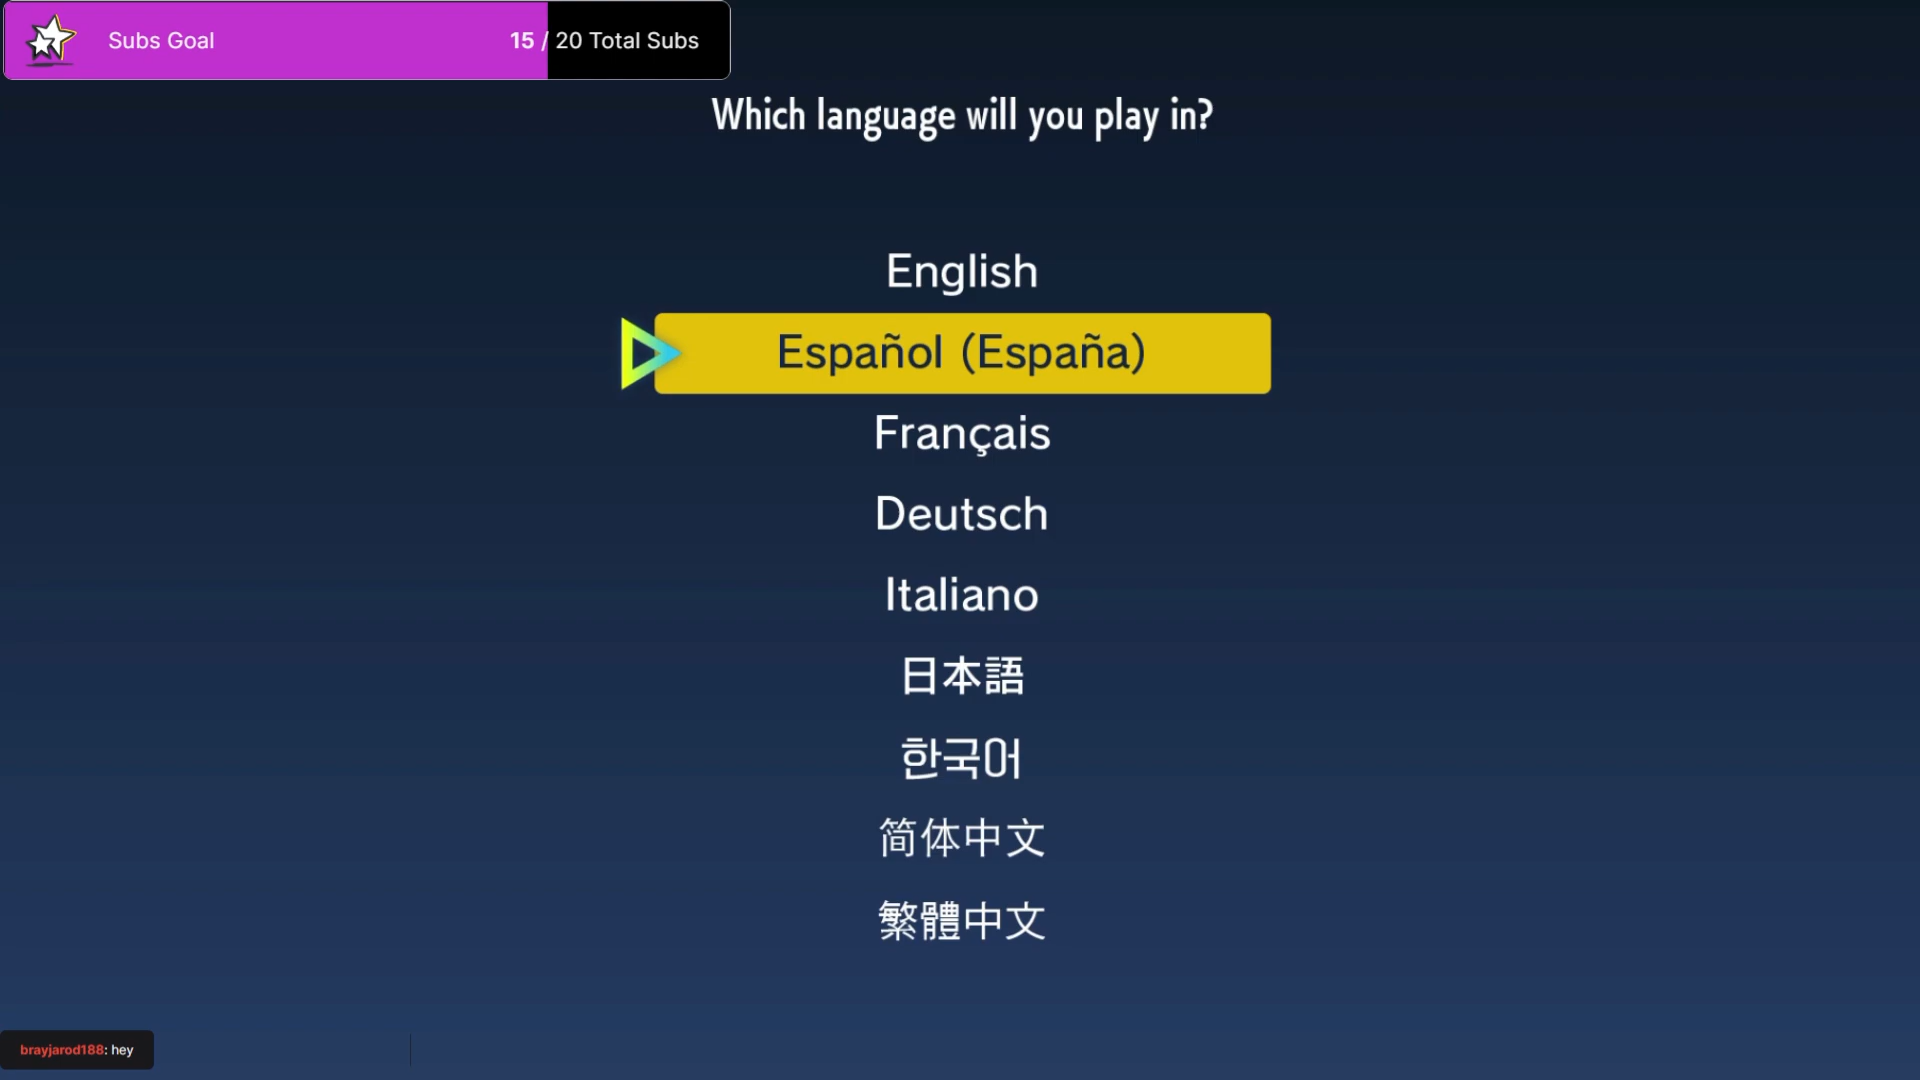 Subs Goal 15 / 20 Total Subs
Which language will you play in?
English
Español (España)
Français
Deutsch
Italiano
日本語
한국어
简体中文
繁體中文
brayjarod188: hey